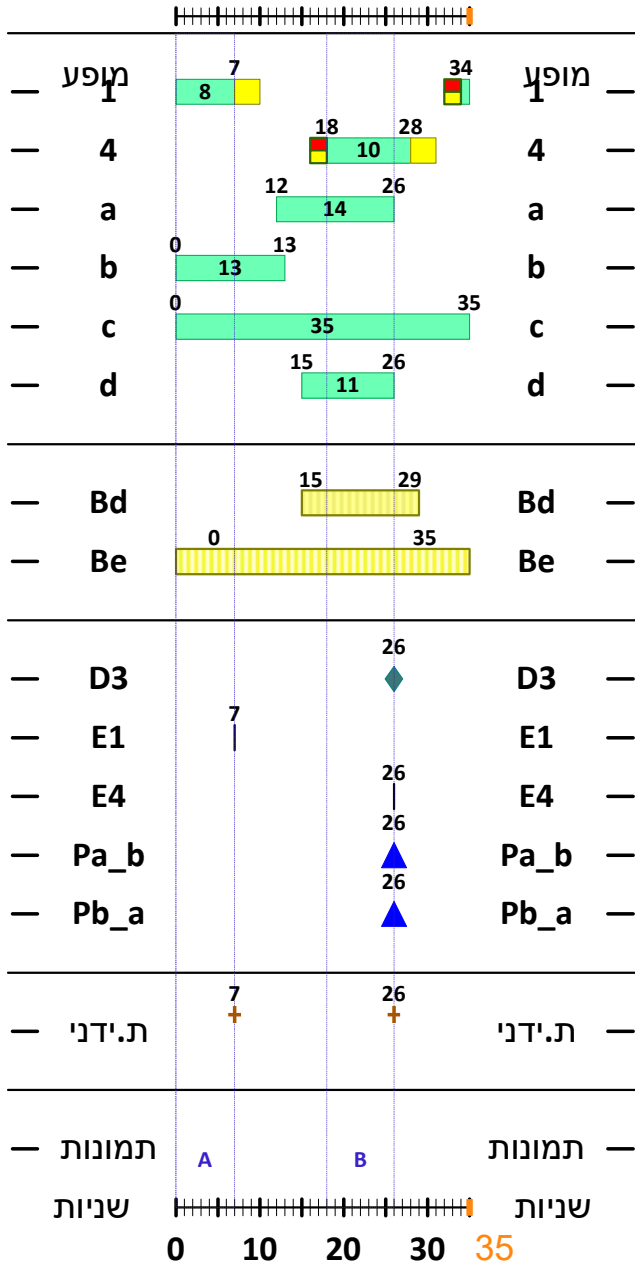 מופע מופע
7 34
1 8 1
18 28
4 10 4
12 26
a 14 a
0 13
b 13 b
0 35
c 35 c
15 26
d 11 d
15 29
Bd Bd
0 35
Be Be
26
D3 D3
7
E1 E1
26
E4 E4
26
Pa_b Pa_b
26
Pb_a Pb_a
7 26
ת.ידני ת.ידני
תמונות A B תמונות
שניות שניות
0 10 20 30 35